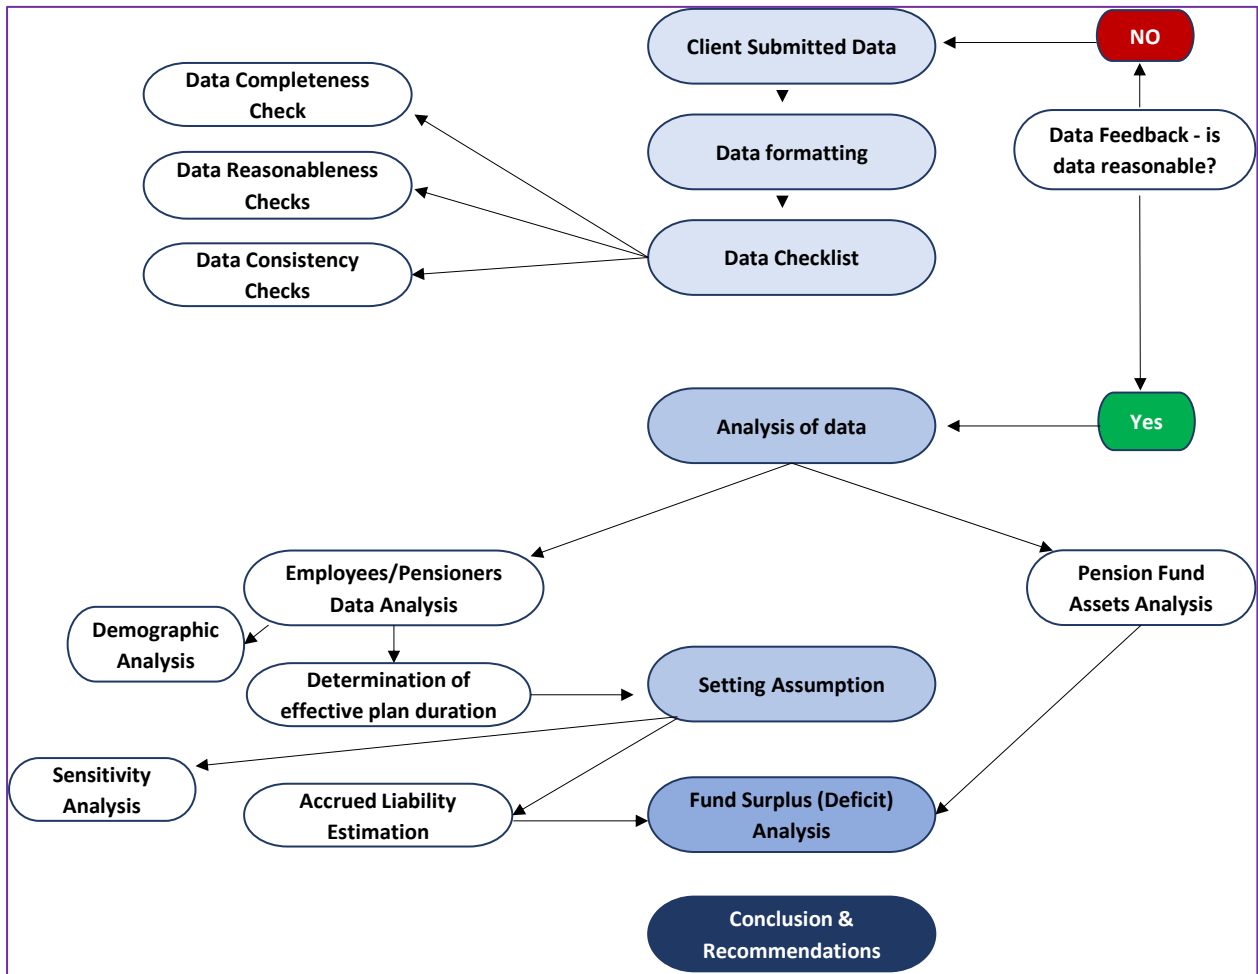 Client Submitted Data
NO
Data Completeness
Check
Data formatting
Data Feedback - is
data reasonable?
Data Reasonableness
Checks
Data Checklist
Data Consistency
Checks
Analysis of data
Yes
Employees/Pensioners
Data Analysis
Pension Fund
Assets Analysis
Demographic
Analysis
Determination of
effective plan duration
Setting Assumption
Sensitivity
Analysis
Accrued Liability
Estimation
Fund Surplus (Deficit)
Analysis
Conclusion &
Recommendations